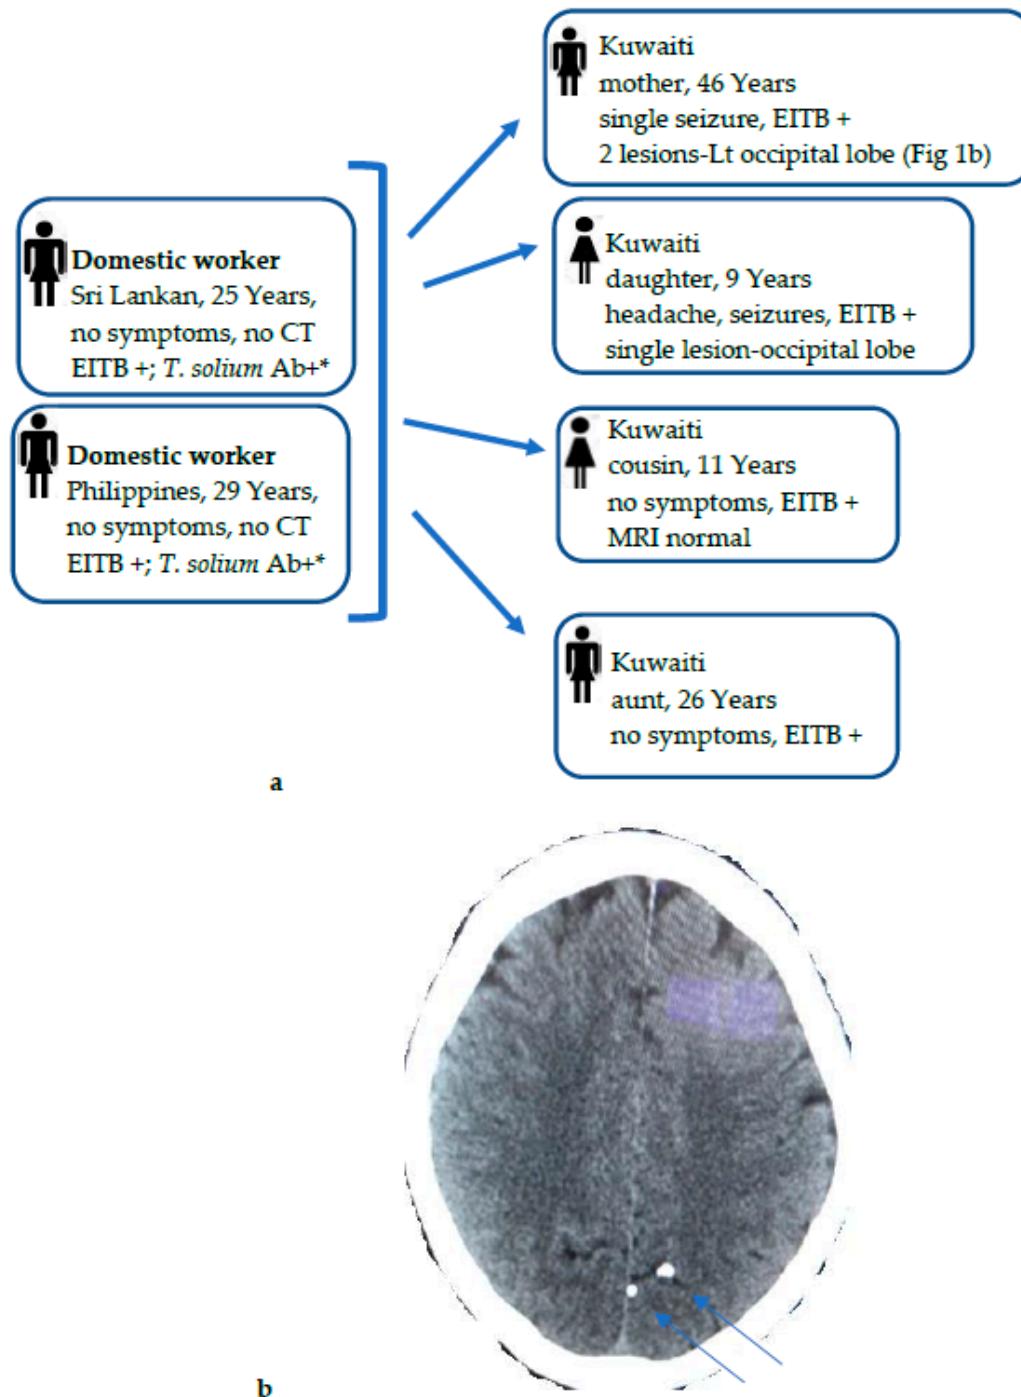 Domestic worker
Sri Lankan, 25 Years,
no symptoms, no CT
EITB +; T. solium Ab+*
Domestic worker
Philippines, 29 Years,
no symptoms, no CT
EITB +; T. solium Ab+*
Kuwaiti
mother, 46 Years
single seizure, EITB +
2 lesions-Lt occipital lobe (Fig 1b)
Kuwaiti
daughter, 9 Years
headache, seizures, EITB +
single lesion-occipital lobe
Kuwaiti
cousin, 11 Years
no symptoms, EITB +
MRI normal
Kuwaiti
aunt, 26 Years
no symptoms, EITB +
a
b